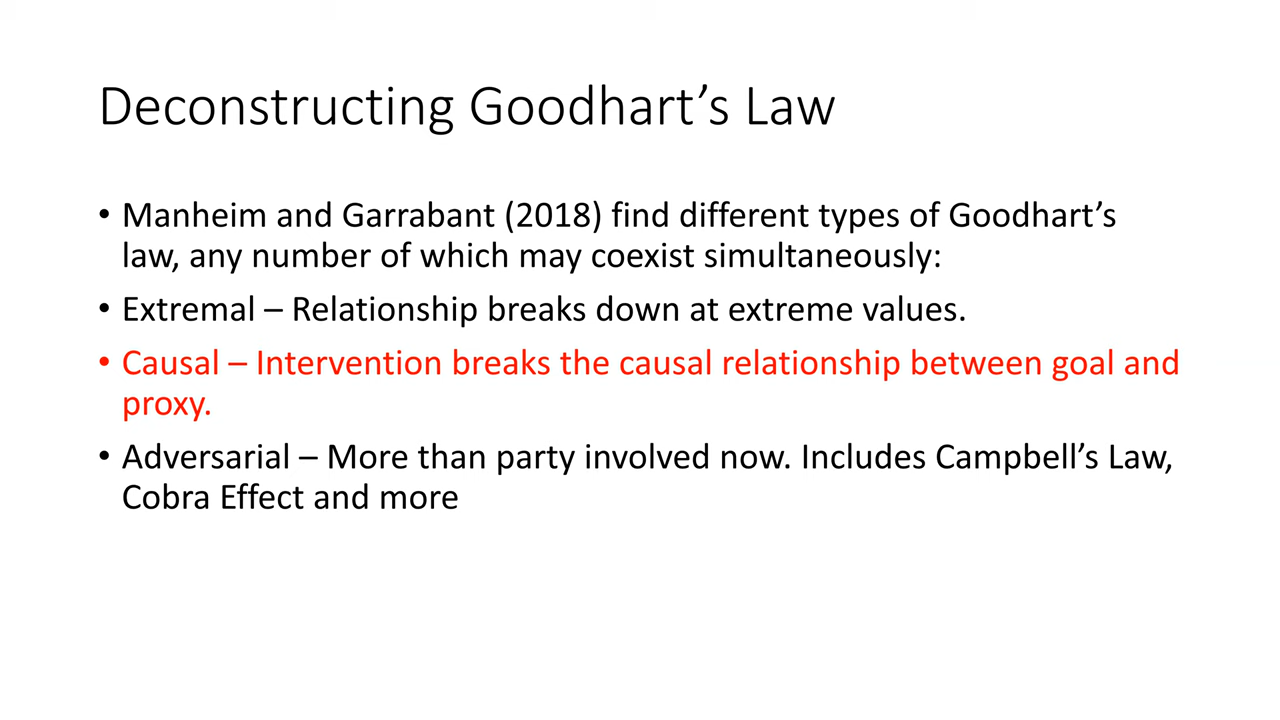 Deconstructing Goodhart’s Law
• Manheim and Garrabant (2018) find different types of Goodhart’s
law, any number of which may coexist simultaneously:
• Extremal – Relationship breaks down at extreme values.
• Causal – Intervention breaks the causal relationship between goal and
proxy.
• Adversarial – More than party involved now. Includes Campbell’s Law,
Cobra Effect and more